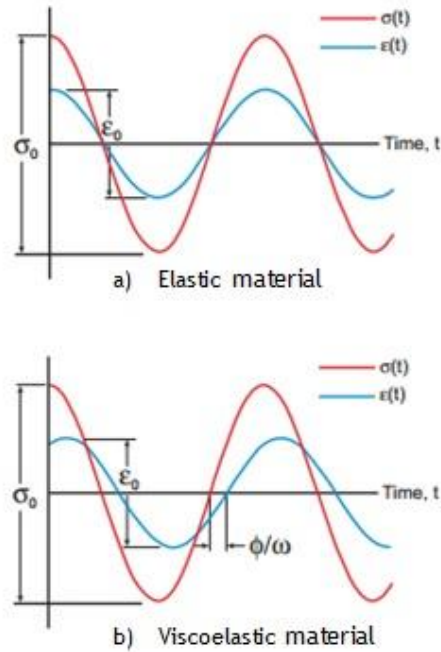 σ(t)
ε(t)
ε₀
σ₀
Time, t
a) Elastic material
σ(t)
ε(t)
ε₀
σ₀
Time, t
ϕ/ω
b) Viscoelastic material